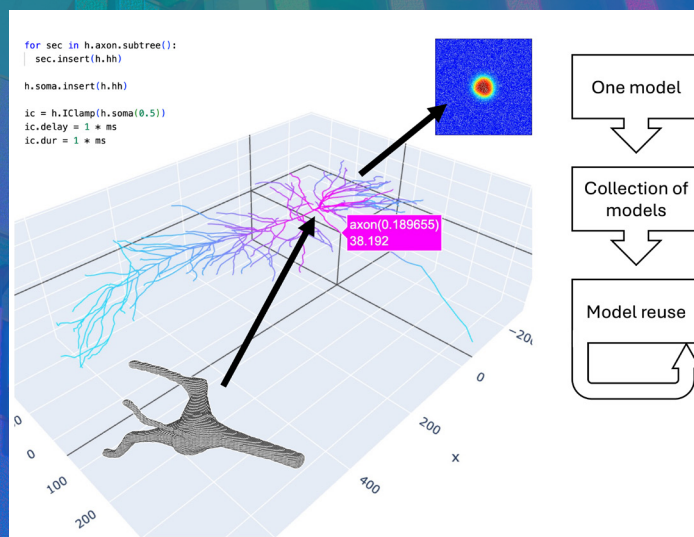 for sec in h.axon.subtree():
sec.insert(h.hh)
h.soma.insert(h.hh)
ic = h.IClamp(h.soma(0.5))
ic.delay = 1 * ms
ic.dur = 1 * ms
axon(0.189655)
38.192
One model
Collection of
models
Model reuse
0
100
200
400
200
0
x